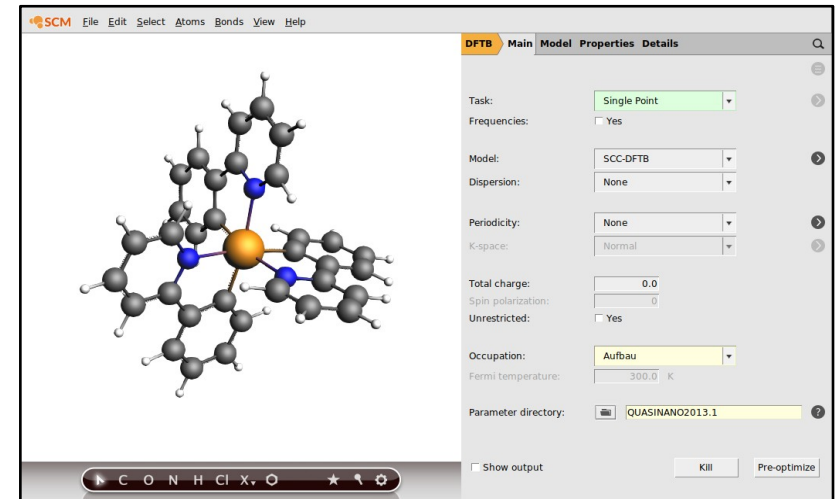 SCM File Edit Select Atoms Bonds View Help
DFTB Main Model Properties Details
Task: Single Point
Frequencies: Yes
Model: SCC-DFTB
Dispersion: None
Periodicity: None
K-space: Normal
Total charge: 0.0
Spin polarization: 0
Unrestricted: Yes
Occupation: Aufbau
Fermi temperature: 300.0 K
Parameter directory: QUASINANO2013.1 ?
Show output Kill Pre-optimize
C O N H Cl X